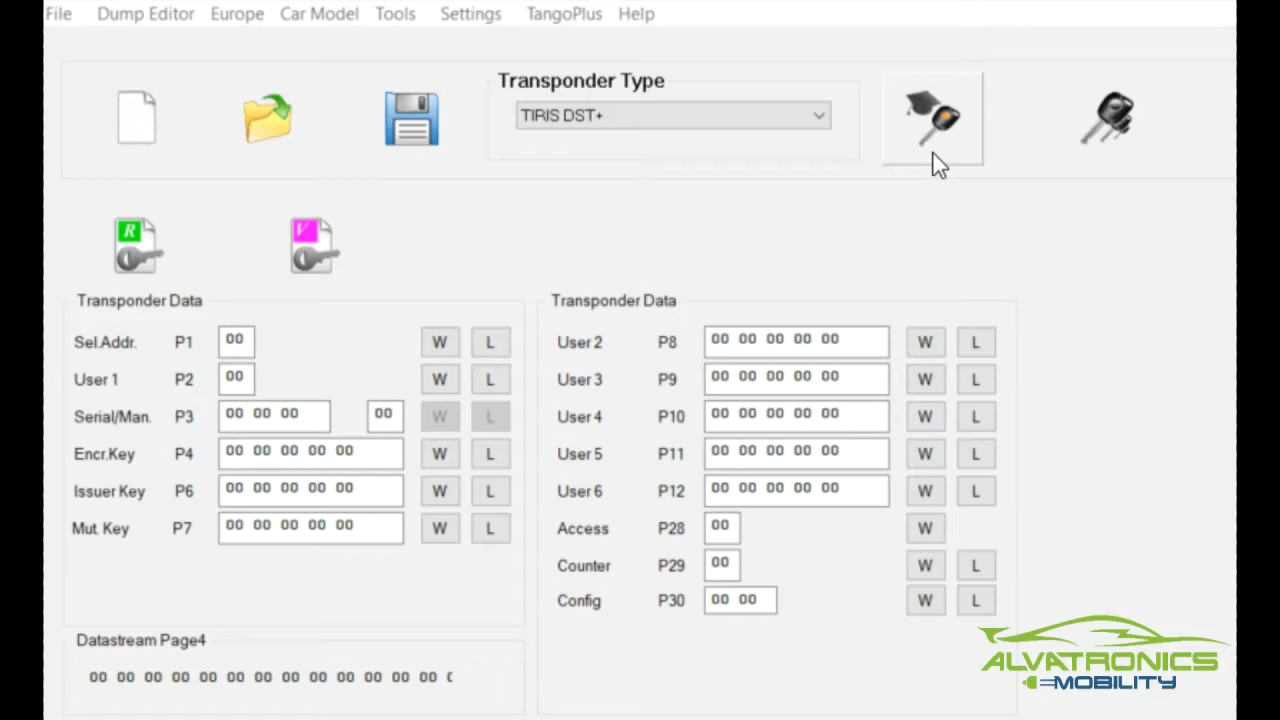 File Dump Editor Europe Car Model Tools Settings TangoPlus Help
Transponder Type
TIRIS DST+
R V
Transponder Data
Sel.Addr. P1 00 W L
User 1 P2 00 W L
Serial/Man. P3 00 00 00 00 W L
Encr.Key P4 00 00 00 00 00 W L
Issuer Key P6 00 00 00 00 00 W L
Mut. Key P7 00 00 00 00 00 W L
Transponder Data
User 2 P8 00 00 00 00 00 W L
User 3 P9 00 00 00 00 00 W L
User 4 P10 00 00 00 00 00 W L
User 5 P11 00 00 00 00 00 W L
User 6 P12 00 00 00 00 00 W L
Access P28 00 W
Counter P29 00 W L
Config P30 00 00 W L
Datastream Page4
00 00 00 00 00 00 00 00 00 00 00 00 00
ALVATRONICS
MOBILITY